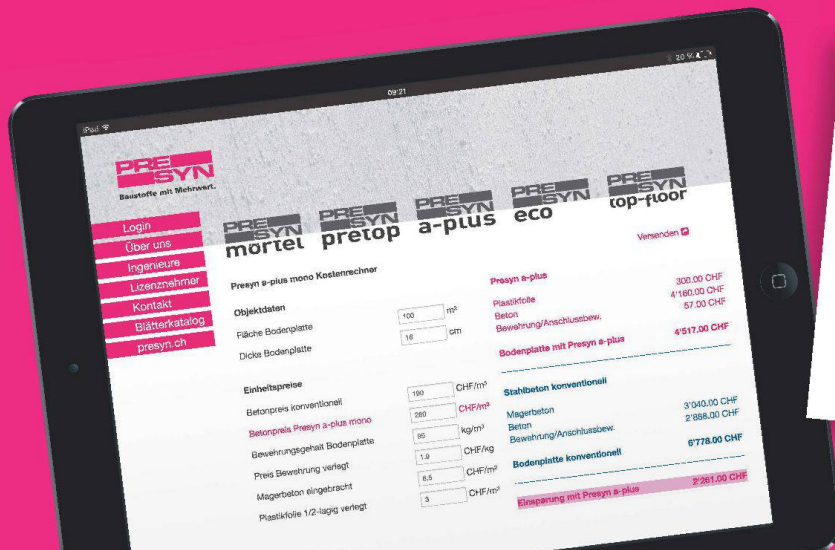 iPad
09:21
20 %
PRE
SYN
Baustoffe mit Mehrwert.
Login
Über uns
Ingenieure
Lizenznehmer
Kontakt
Blätterkatalog
presyn.ch
PRE SYN mörtel
PRE SYN pretop
PRE SYN a-plus
PRE SYN eco
PRE SYN top-floor
Versenden
Presyn a-plus mono Kostenrechner
Objektdaten
Fläche Bodenplatte 100 m²
Dicke Bodenplatte 16 cm
Einheitspreise
Betonpreis konventionell 190 CHF/m³
Betonpreis Presyn a-plus mono 260 CHF/m³
Bewehrungsgehalt Bodenplatte 95 kg/m³
Preis Bewehrung verlegt 1.9 CHF/kg
Magerbeton eingebracht 8.5 CHF/m²
Plastikfolie 1/2-lagig verlegt 3 CHF/m²
Presyn a-plus
Plastikfolie 300.00 CHF
Beton 4'160.00 CHF
Bewehrung/Anschlussbew. 57.00 CHF
Bodenplatte mit Presyn a-plus 4'517.00 CHF
Stahlbeton konventionell
Magerbeton
Beton 3'040.00 CHF
Bewehrung/Anschlussbew. 2'888.00 CHF
Bodenplatte konventionell 6'778.00 CHF
Einsparung mit Presyn a-plus 2'261.00 CHF